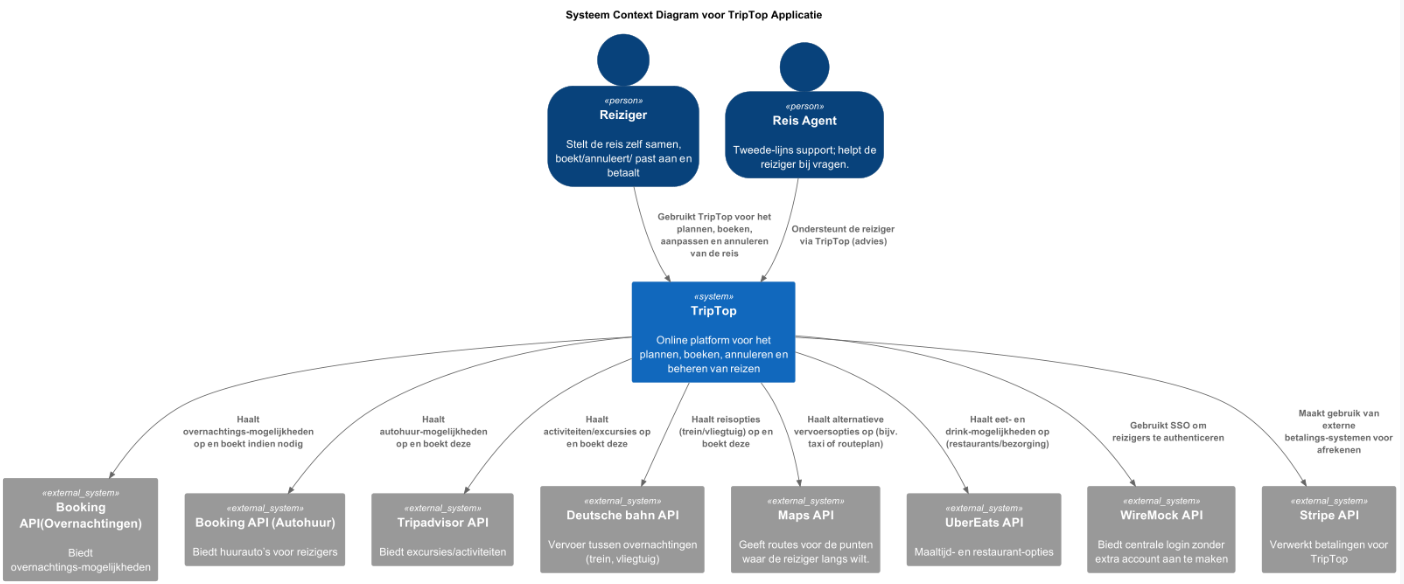 Systeem Context Diagram voor TripTop Applicatie
«person»
Reiziger
Stelt de reis zelf samen,
boekt/annuleert/ past aan en
betaalt
«person»
Reis Agent
Tweede-lijns support; helpt de
reiziger bij vragen.
Gebruikt TripTop voor het
plannen, boeken,
aanpassen en annuleren
van de reis
Ondersteunt de reiziger
via TripTop (advies)
«system»
TripTop
Online platform voor het
plannen, boeken, annuleren en
beheren van reizen
Haalt
overnachtings-mogelijkheden
op en boekt indien nodig
Haalt
autohuur-mogelijkheden
op en boekt deze
Haalt
activiteiten/excursies op
en boekt deze
Haalt reisopties
(trein/vliegtuig) op en
boekt deze
Haalt alternatieve
vervoersopties op (bijv.
taxi of routeplan)
Haalt eet- en
drink-mogelijkheden op
(restaurants/bezorging)
Gebruikt SSO om
reizigers te authenticeren
Maakt gebruik van
externe
betalings-systemen voor
afrekenen
«external_system»
Booking
API(Overnachtingen)
Biedt
overnachtings-mogelijkheden
«external_system»
Booking API (Autohuur)
Biedt huurauto's voor reizigers
«external_system»
Tripadvisor API
Biedt excursies/activiteiten
«external_system»
Deutsche bahn API
Vervoer tussen overnachtingen
(trein, vliegtuig)
«external_system»
Maps API
Geeft routes voor de punten
waar de reiziger langs wilt.
«external_system»
UberEats API
Maaltijd- en restaurant-opties
«external_system»
WireMock API
Biedt centrale login zonder
extra account aan te maken
«external_system»
Stripe API
Verwerkt betalingen voor
TripTop